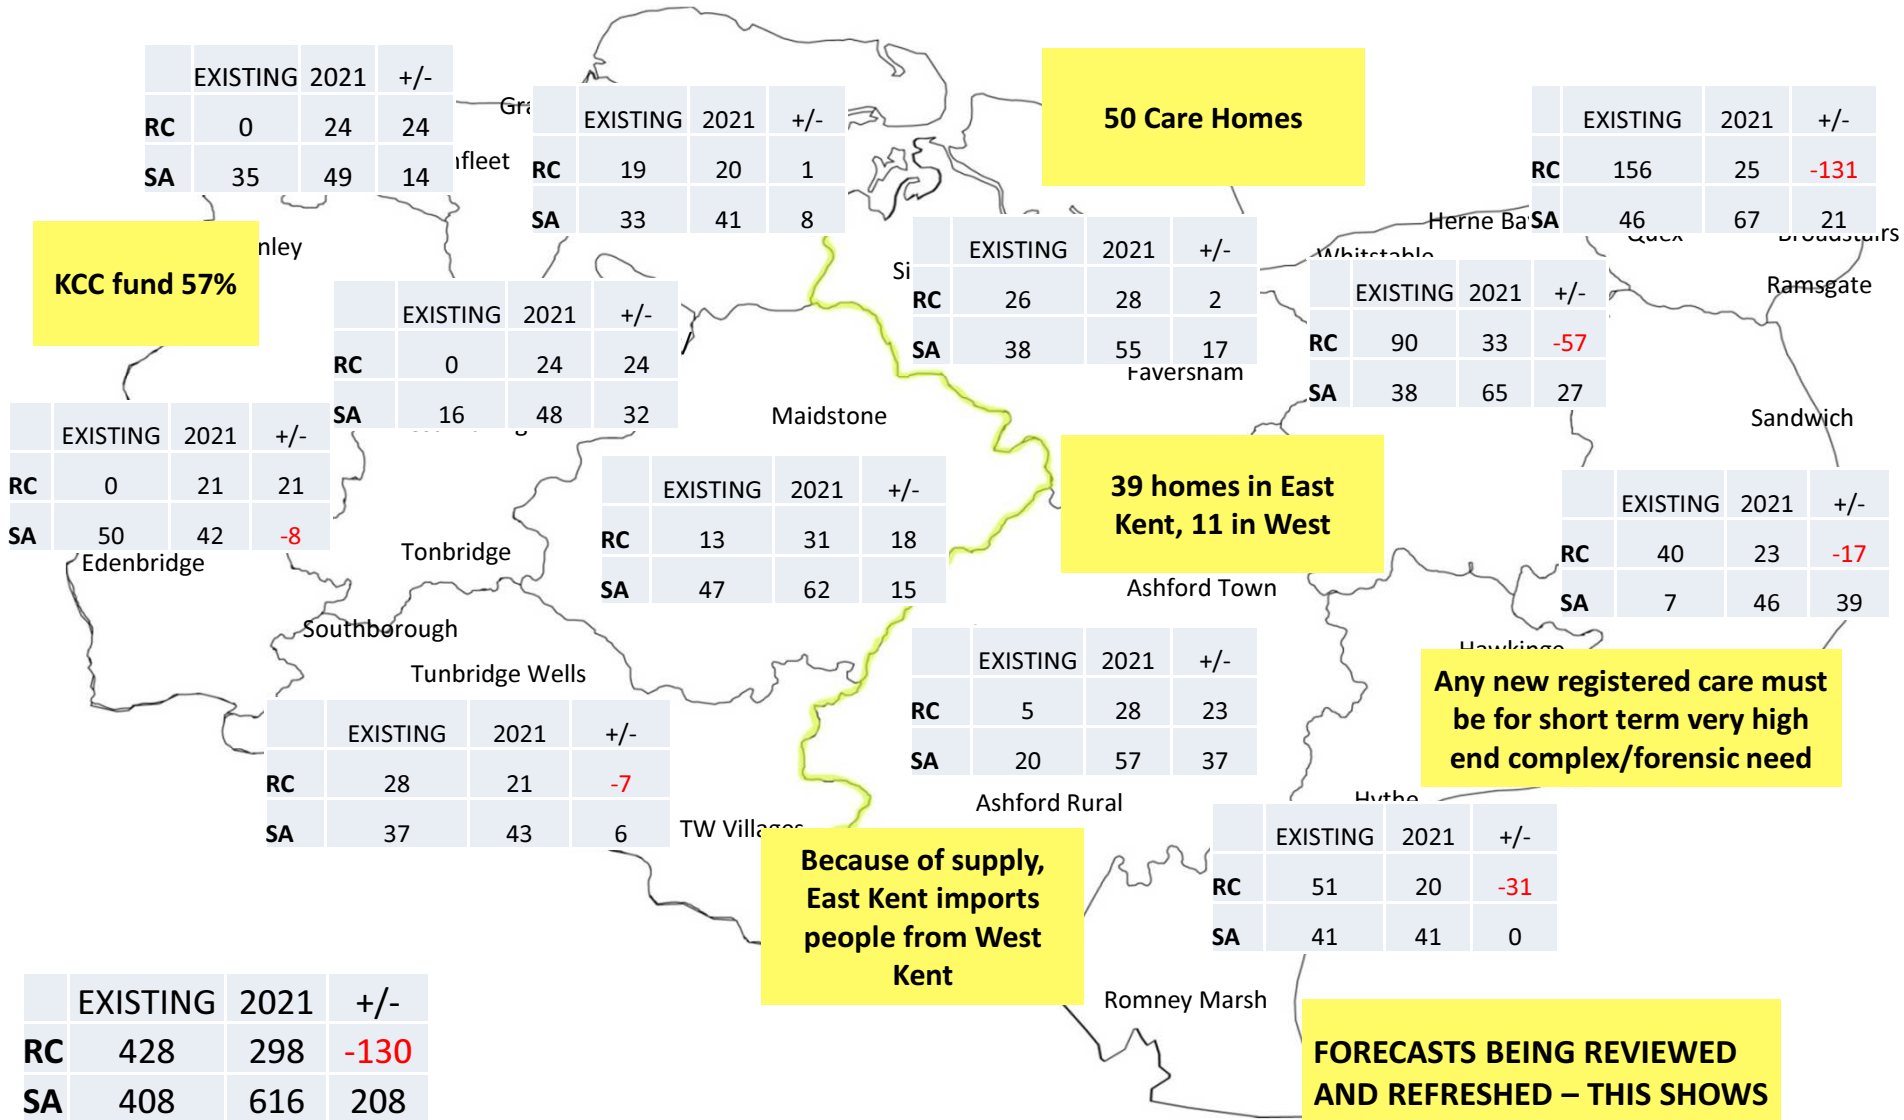 EXISTING 2021 +/-
RC 0 24 24
SA 35 49 14
EXISTING 2021 +/-
RC 19 20 1
SA 33 41 8
50 Care Homes
EXISTING 2021 +/-
RC 156 25 -131
SA 46 67 21
KCC fund 57%
EXISTING 2021 +/-
RC 26 28 2
SA 38 55 17
Herne Ba
Whitstable
Quex
Broadstairs
Ramsgate
EXISTING 2021 +/-
RC 0 24 24
SA 16 48 32
EXISTING 2021 +/-
RC 90 33 -57
SA 38 65 27
Faversham
Maidstone
Sandwich
EXISTING 2021 +/-
RC 0 21 21
SA 50 42 -8
Edenbridge
Tonbridge
EXISTING 2021 +/-
RC 13 31 18
SA 47 62 15
39 homes in East
Kent, 11 in West
EXISTING 2021 +/-
RC 40 23 -17
SA 7 46 39
Ashford Town
Southborough
Tunbridge Wells
Hawkinge
EXISTING 2021 +/-
RC 5 28 23
SA 20 57 37
Any new registered care must
be for short term very high
end complex/forensic need
EXISTING 2021 +/-
RC 28 21 -7
SA 37 43 6
TW Villages
Ashford Rural
Hythe
Because of supply,
East Kent imports
people from West
Kent
EXISTING 2021 +/-
RC 51 20 -31
SA 41 41 0
Romney Marsh
EXISTING 2021 +/-
RC 428 298 -130
SA 408 616 208
FORECASTS BEING REVIEWED
AND REFRESHED – THIS SHOWS